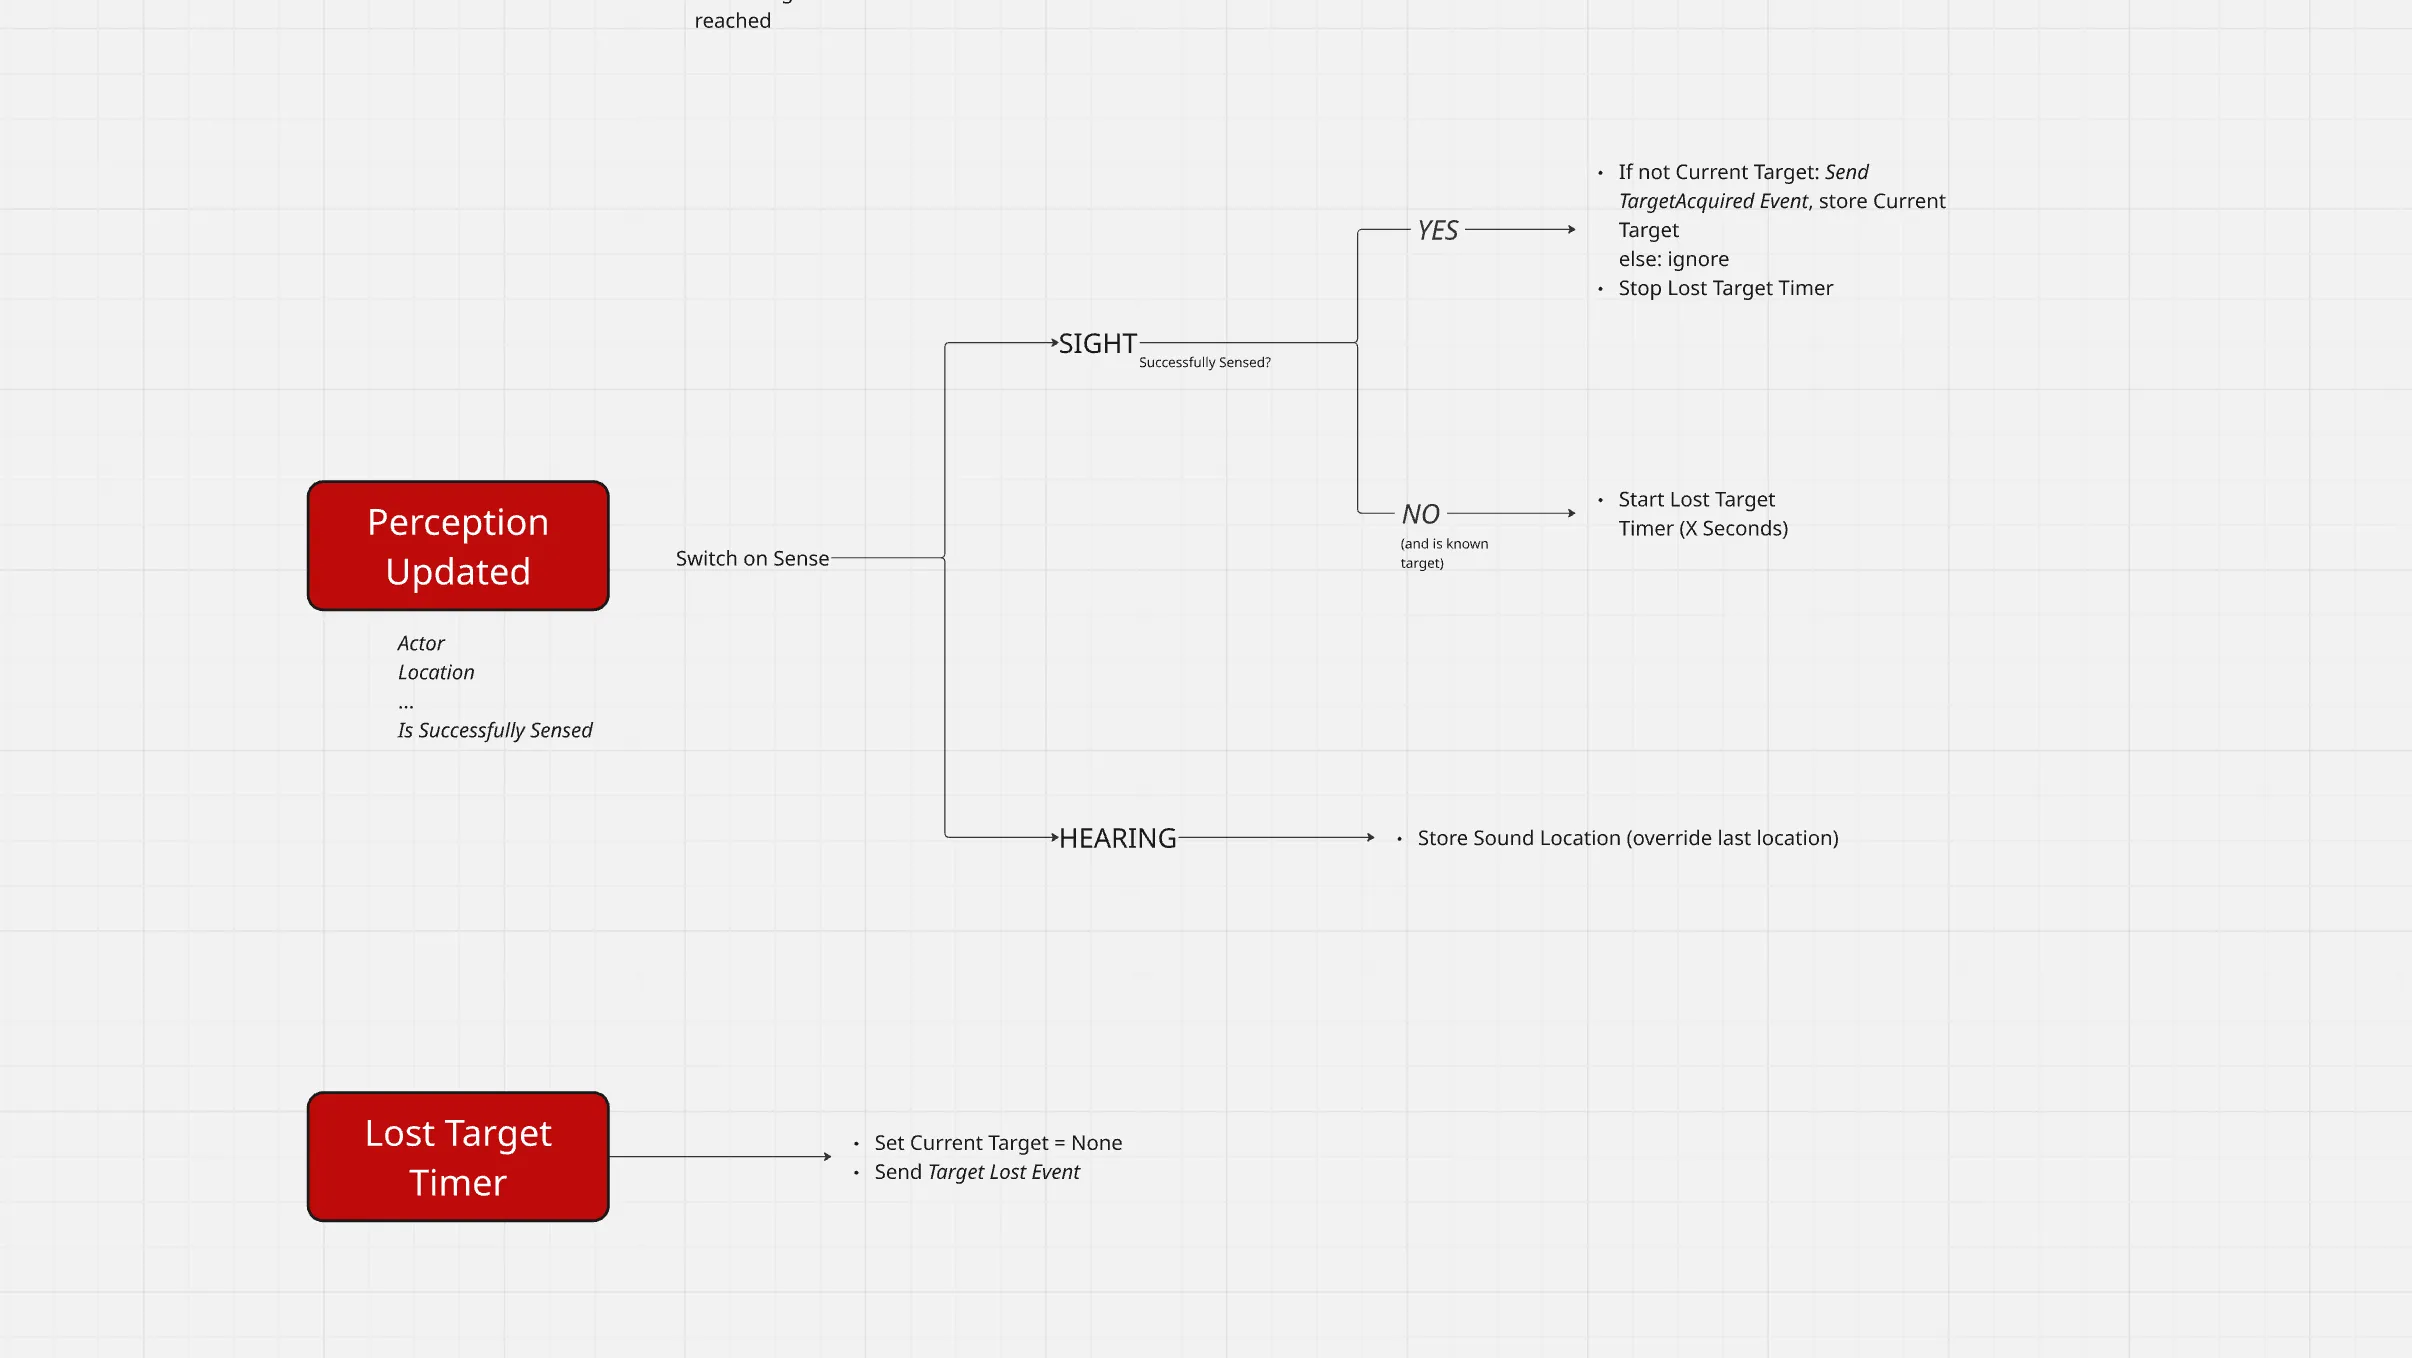 reached
• If not Current Target: Send
TargetAcquired Event, store Current
Target
else: ignore
• Stop Lost Target Timer
YES
SIGHT
Successfully Sensed?
Perception
Updated
Switch on Sense
NO
(and is known
target)
• Start Lost Target
Timer (X Seconds)
Actor
Location
...
Is Successfully Sensed
HEARING
• Store Sound Location (override last location)
Lost Target
Timer
• Set Current Target = None
• Send Target Lost Event